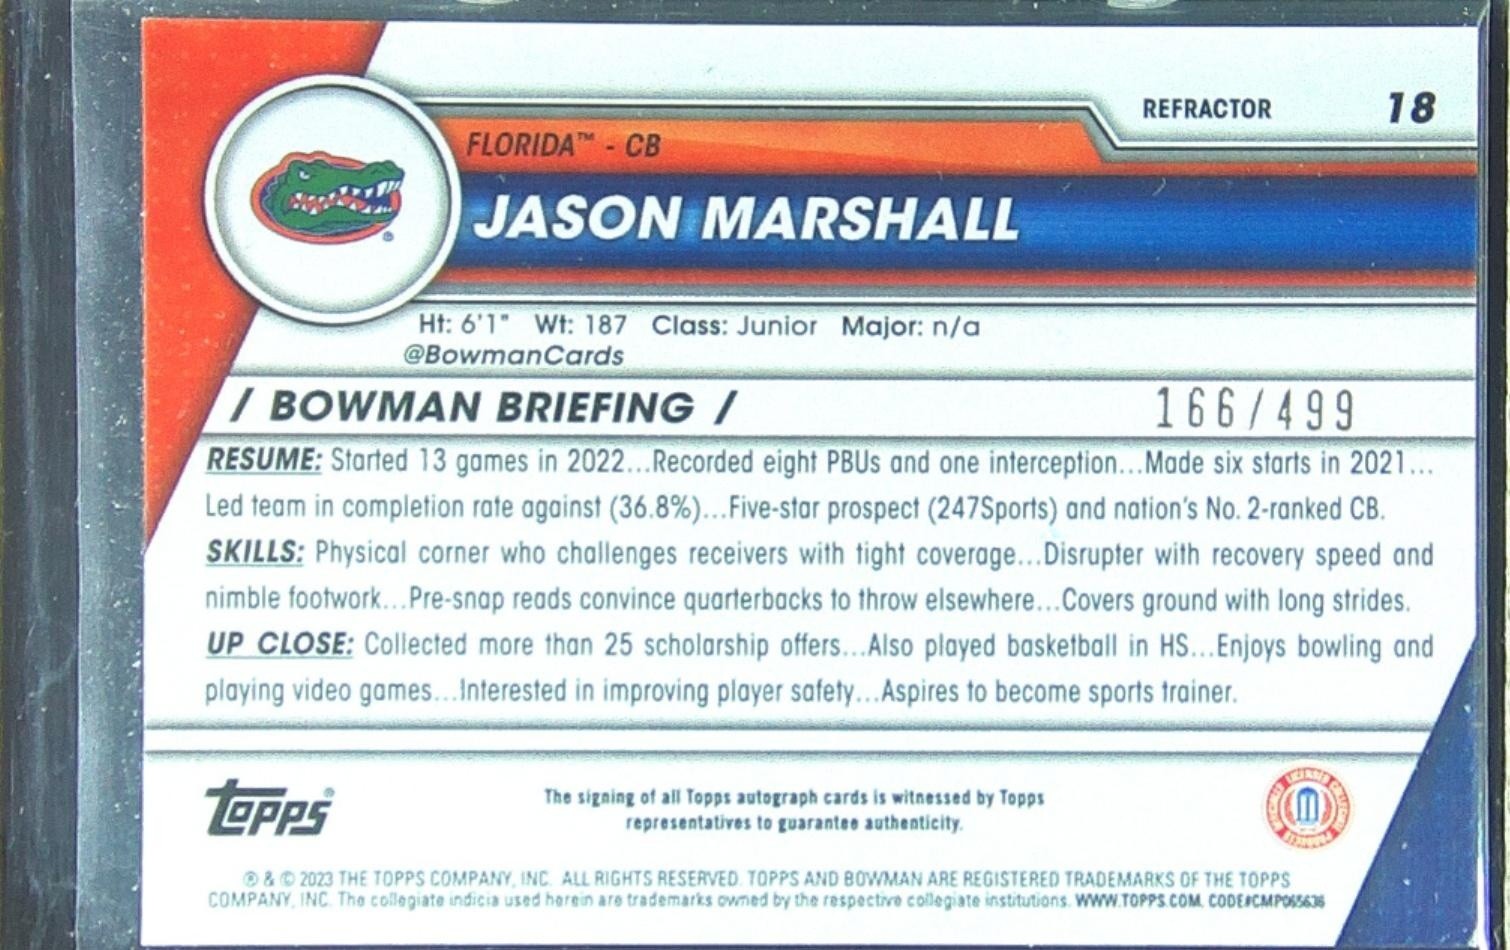 REFRACTOR 18
FLORIDA™ - CB
JASON MARSHALL
Ht: 6'1" Wt: 187 Class: Junior Major: n/a
@BowmanCards
/ BOWMAN BRIEFING / 166/499
RESUME: Started 13 games in 2022...Recorded eight PBUs and one interception...Made six starts in 2021...
Led team in completion rate against (36.8%)...Five-star prospect (247Sports) and nation's No. 2-ranked CB.
SKILLS: Physical corner who challenges receivers with tight coverage...Disrupter with recovery speed and
nimble footwork...Pre-snap reads convince quarterbacks to throw elsewhere...Covers ground with long strides.
UP CLOSE: Collected more than 25 scholarship offers...Also played basketball in HS...Enjoys bowling and
playing video games...Interested in improving player safety...Aspires to become sports trainer.
Topps®
The signing of all Topps autograph cards is witnessed by Topps
representatives to guarantee authenticity.
OFFICIALLY LICENSED COLLEGIATE PRODUCTS
® & © 2023 THE TOPPS COMPANY, INC. ALL RIGHTS RESERVED. TOPPS AND BOWMAN ARE REGISTERED TRADEMARKS OF THE TOPPS
COMPANY, INC. The collegiate indicia used herein are trademarks owned by the respective collegiate institutions. WWW.TOPPS.COM. CODE#CMP065636